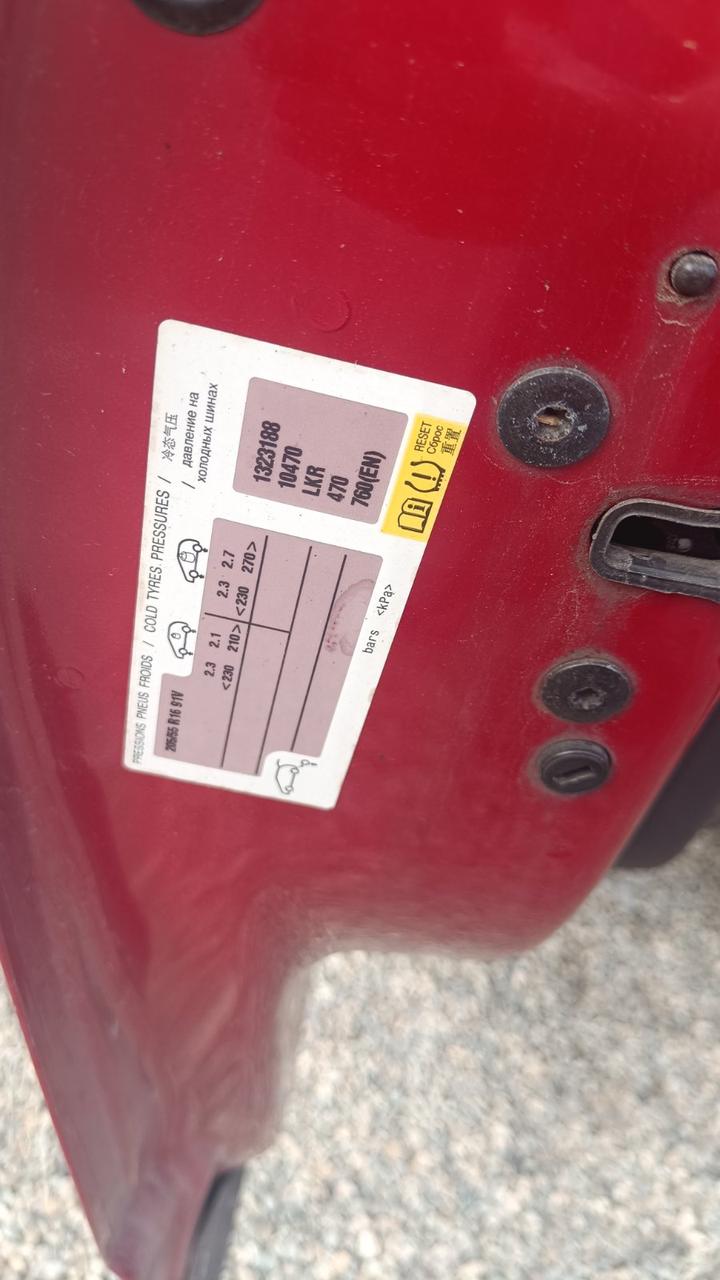 PRESSIONS PNEUS FROIDS / COLD TYRES PRESSURES / 冷态气压
/ давление на
холодных шинах
205/55 R16 91V
2.3 2.1
<230 210>
2.3 2.7
<230 270>
bars <kPa>
1323188
10470
LKR
470
760(EN)
RESET
Сброс
重置